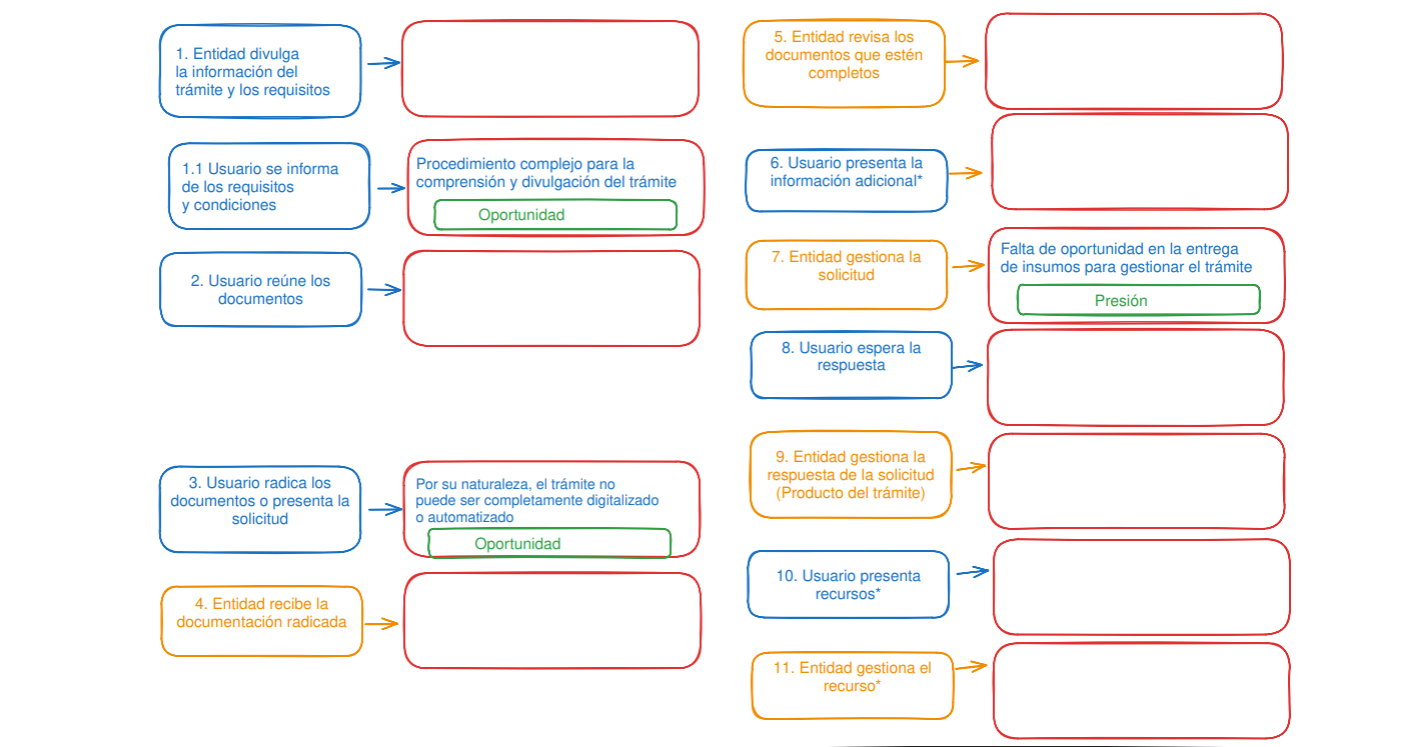 1. Entidad divulga
la información del
trámite y los requisitos
1.1 Usuario se informa
de los requisitos
y condiciones
Procedimiento complejo para la
comprensión y divulgación del trámite
Oportunidad
2. Usuario reúne los
documentos
3. Usuario radica los
documentos o presenta la
solicitud
Por su naturaleza, el trámite no
puede ser completamente digitalizado
o automatizado
Oportunidad
4. Entidad recibe la
documentación radicada
5. Entidad revisa los
documentos que estén
completos
6. Usuario presenta la
información adicional*
7. Entidad gestiona la
solicitud
Falta de oportunidad en la entrega
de insumos para gestionar el trámite
Presión
8. Usuario espera la
respuesta
9. Entidad gestiona la
respuesta de la solicitud
(Producto del trámite)
10. Usuario presenta
recursos*
11. Entidad gestiona el
recurso*